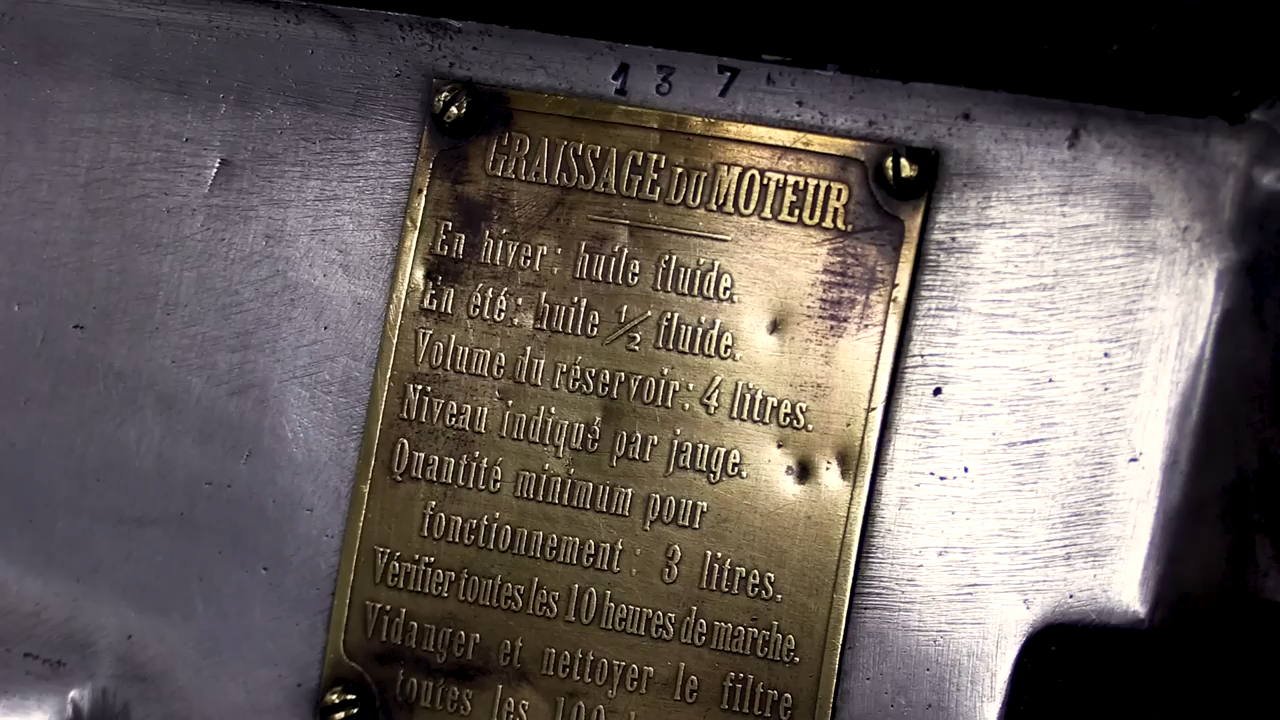 137
GRAISSAGE DU MOTEUR.
En hiver : huile fluide.
En été : huile 1/2 fluide.
Volume du réservoir : 4 litres.
Niveau indiqué par jauge.
Quantité minimum pour
fonctionnement : 3 litres.
Vérifier toutes les 10 heures de marche.
Vidanger et nettoyer le filtre
toutes les 100